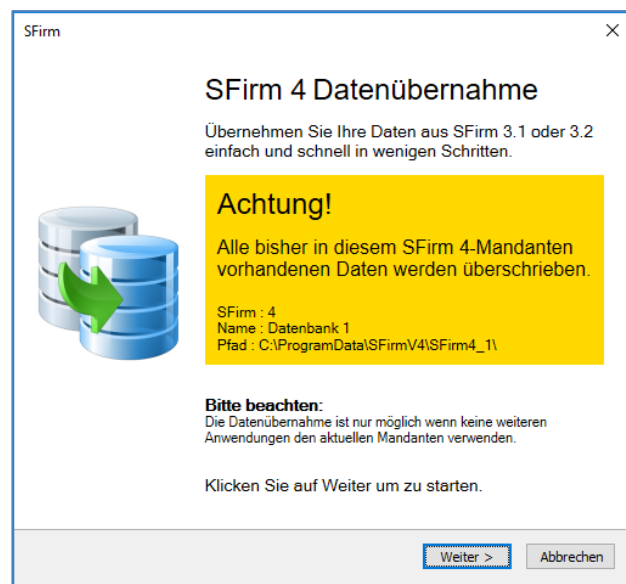 SFirm
SFirm 4 Datenübernahme
Übernehmen Sie Ihre Daten aus SFirm 3.1 oder 3.2
einfach und schnell in wenigen Schritten.
Achtung!
Alle bisher in diesem SFirm 4-Mandanten
vorhandenen Daten werden überschrieben.
SFirm : 4
Name : Datenbank 1
Pfad : C:\ProgramData\SFirmV4\SFirm4_1\
Bitte beachten:
Die Datenübernahme ist nur möglich wenn keine weiteren
Anwendungen den aktuellen Mandanten verwenden.
Klicken Sie auf Weiter um zu starten.
Weiter >
Abbrechen